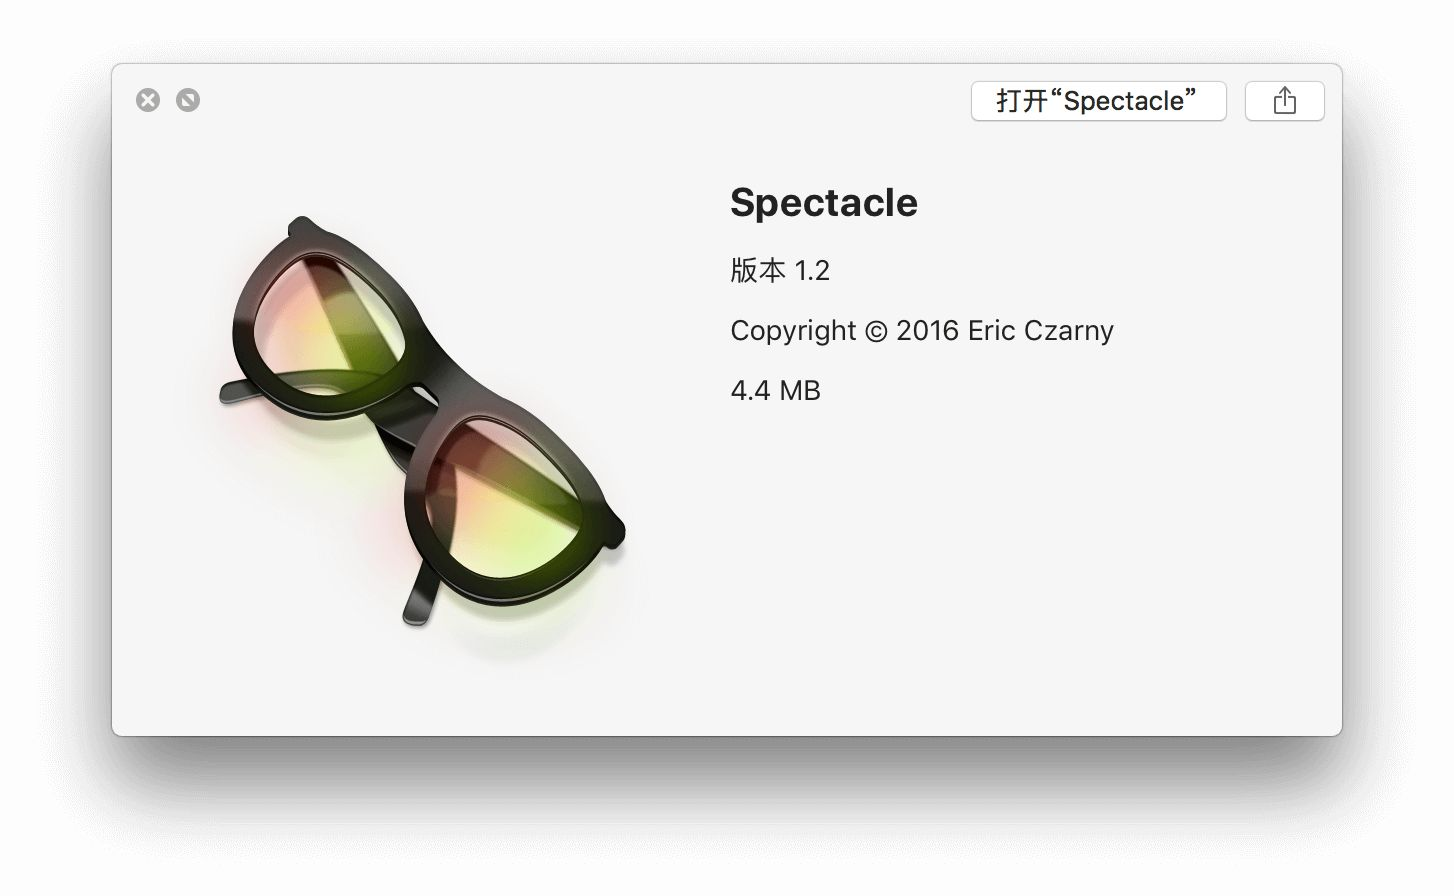 打开“Spectacle”
Spectacle
版本 1.2
Copyright © 2016 Eric Czarny
4.4 MB